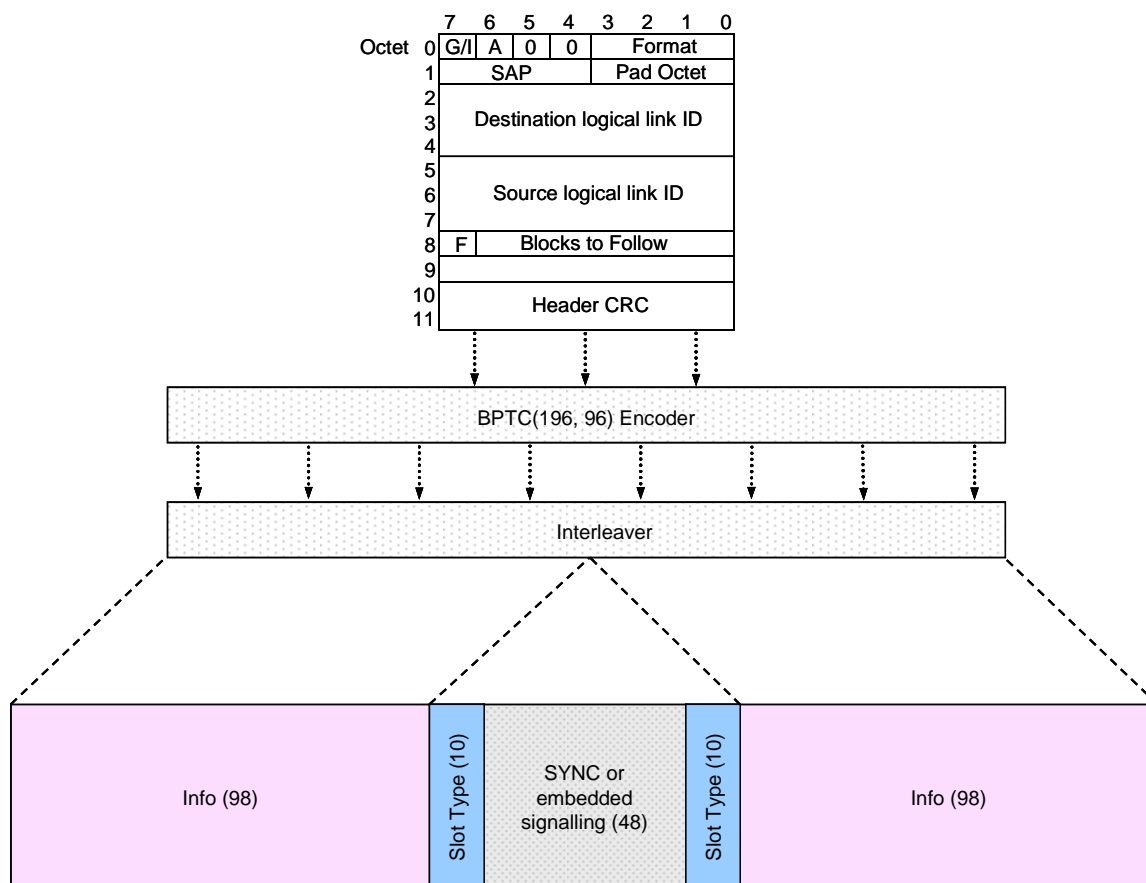 7 6 5 4 3 2 1 0
Octet 0 G/I A 0 0 Format
1 SAP Pad Octet
2
3 Destination logical link ID
4
5
6 Source logical link ID
7
8 F Blocks to Follow
9
10 Header CRC
11
BPTC(196, 96) Encoder
Interleaver
Info (98)
Slot Type (10)
SYNC or
embedded
signalling (48)
Slot Type (10)
Info (98)